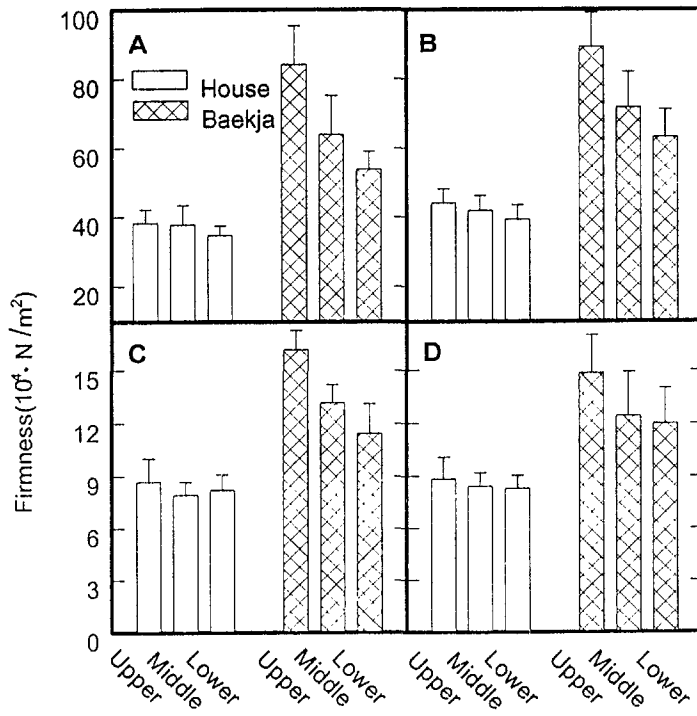 Firmness(10⁴· N /m²)
100
80
60
40
20
A
House
Baekja
B
15
12
9
6
3
0
C
D
Upper
Middle
Lower
Upper
Middle
Lower
Upper
Middle
Lower
Upper
Middle
Lower